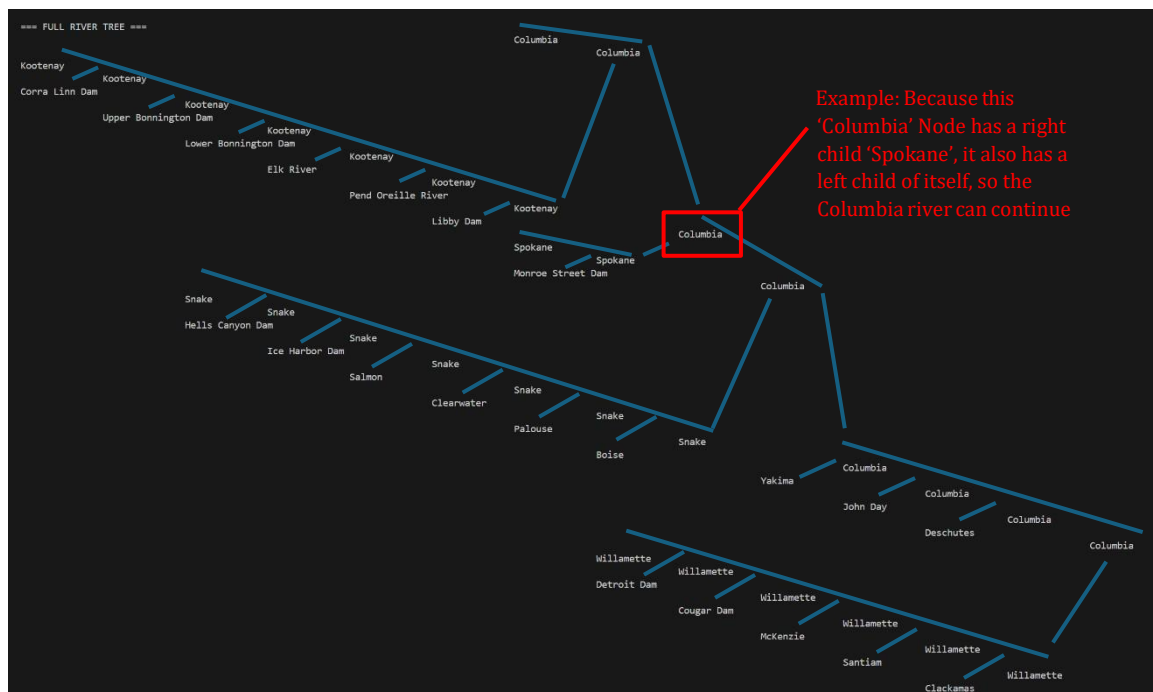 === FULL RIVER TREE ===
Columbia
Columbia
Kootenay
Kootenay
Corra Linn Dam
Kootenay
Upper Bonnington Dam
Kootenay
Lower Bonnington Dam
Kootenay
Elk River
Kootenay
Pend Oreille River
Kootenay
Libby Dam
Example: Because this
‘Columbia’ Node has a right
child ‘Spokane’, it also has a
left child of itself, so the
Columbia river can continue
Columbia
Spokane
Spokane
Monroe Street Dam
Columbia
Snake
Snake
Hells Canyon Dam
Snake
Ice Harbor Dam
Snake
Salmon
Snake
Clearwater
Snake
Palouse
Snake
Boise
Columbia
Yakima
Columbia
John Day
Columbia
Deschutes
Columbia
Willamette
Willamette
Detroit Dam
Willamette
Cougar Dam
Willamette
McKenzie
Willamette
Santiam
Willamette
Clackamas